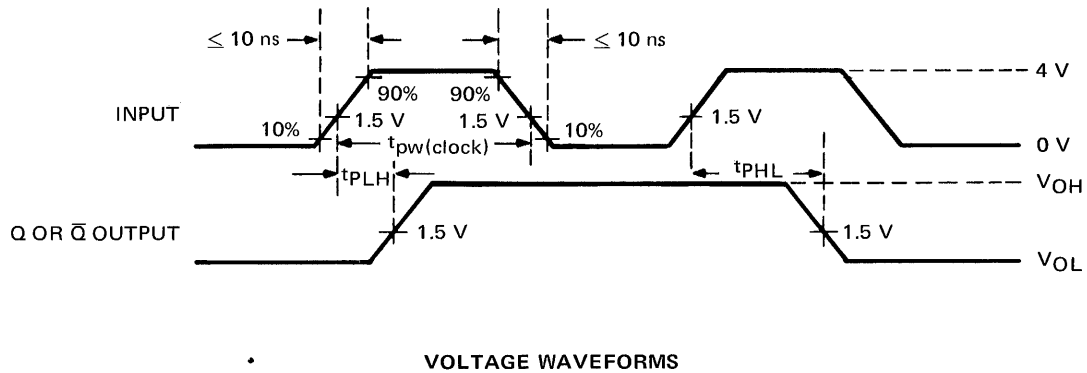 ≤ 10 ns
≤ 10 ns
4 V
INPUT
90%
90%
1.5 V
1.5 V
1.5 V
10%
10%
tpw(clock)
0 V
tPLH
tPHL
VOH
Q OR Q̅ OUTPUT
1.5 V
1.5 V
VOL
VOLTAGE WAVEFORMS